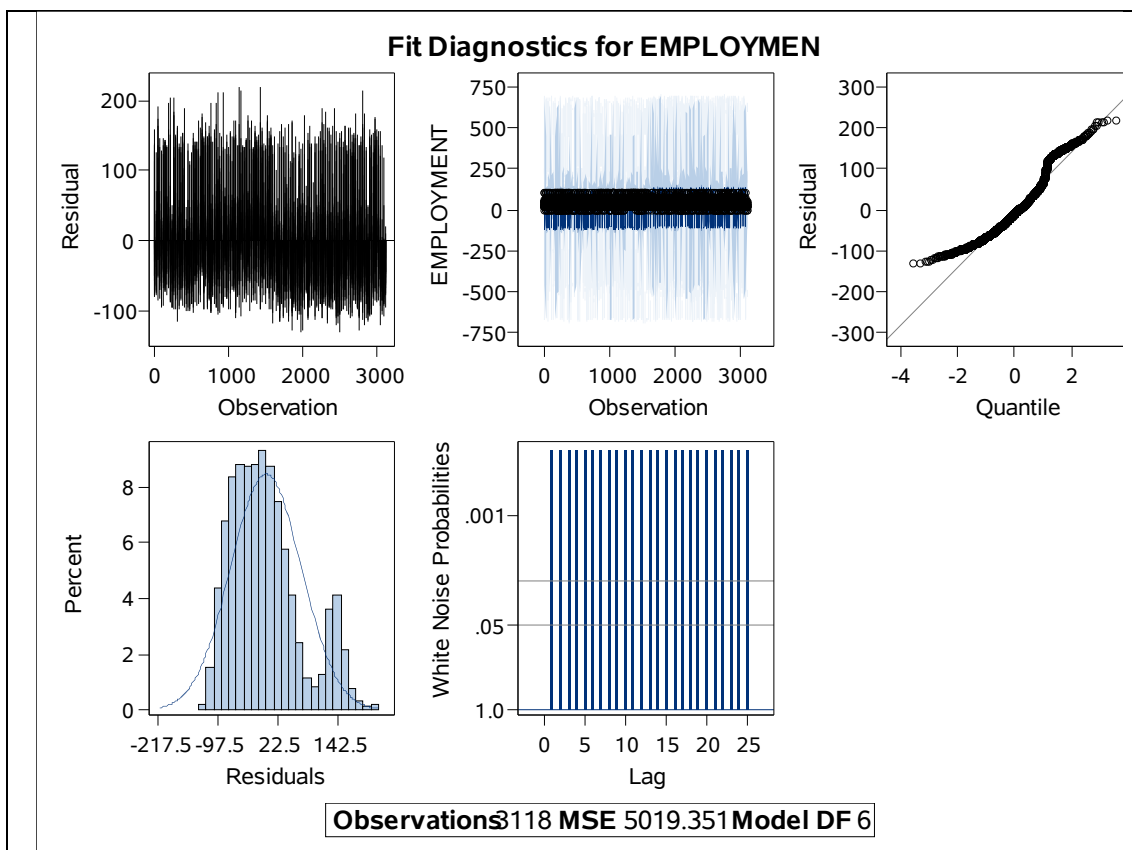 Fit Diagnostics for EMPLOYMEN
200
100
0
-100
Residual
0 1000 2000 3000
Observation
750
500
250
0
-250
-500
-750
EMPLOYMENT
0 1000 2000 3000
Observation
300
200
100
0
-100
-200
-300
Residual
-4 -2 0 2
Quantile
8
6
4
2
0
Percent
-217.5 -97.5 22.5 142.5
Residuals
.001
.05
1.0
White Noise Probabilities
0 5 10 15 20 25
Lag
Observations 3118 MSE 5019.351 Model DF 6